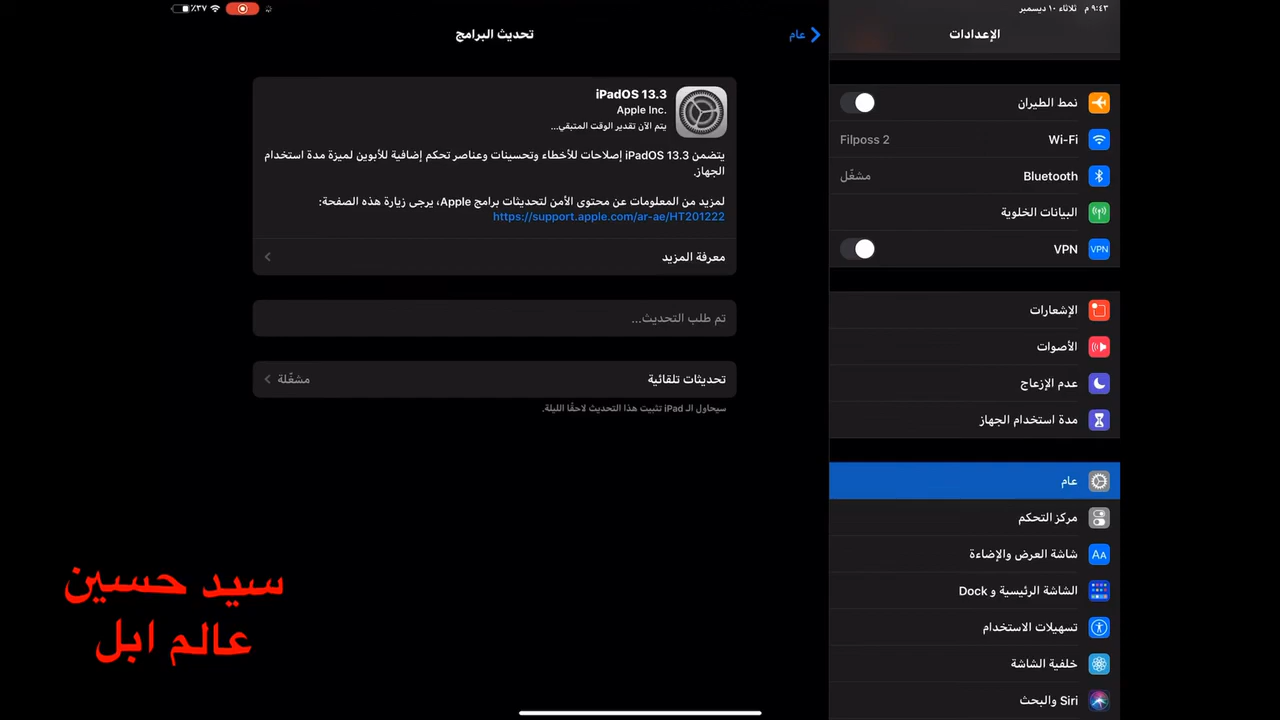 ٩:٤٣ م ثلاثاء ١٠ ديسمبر
٪٣٧
الإعدادات
نمط الطيران
Wi-Fi
Filposs 2
Bluetooth
مشغّل
البيانات الخلوية
VPN
VPN
الإشعارات
الأصوات
عدم الإزعاج
مدة استخدام الجهاز
عام
مركز التحكم
AA
شاشة العرض والإضاءة
الشاشة الرئيسية و Dock
تسهيلات الاستخدام
خلفية الشاشة
Siri والبحث
عام
تحديث البرامج
iPadOS 13.3
Apple Inc.
يتم الآن تقدير الوقت المتبقي...
يتضمن iPadOS 13.3 إصلاحات للأخطاء وتحسينات وعناصر تحكم إضافية للأبوين لميزة مدة استخدام
الجهاز.
لمزيد من المعلومات عن محتوى الأمن لتحديثات برامج Apple، يرجى زيارة هذه الصفحة:
https://support.apple.com/ar-ae/HT201222
معرفة المزيد
تم طلب التحديث...
تحديثات تلقائية
مشغّلة
سيحاول الـ iPad تثبيت هذا التحديث لاحقًا الليلة.
سيد حسين
عالم ابل